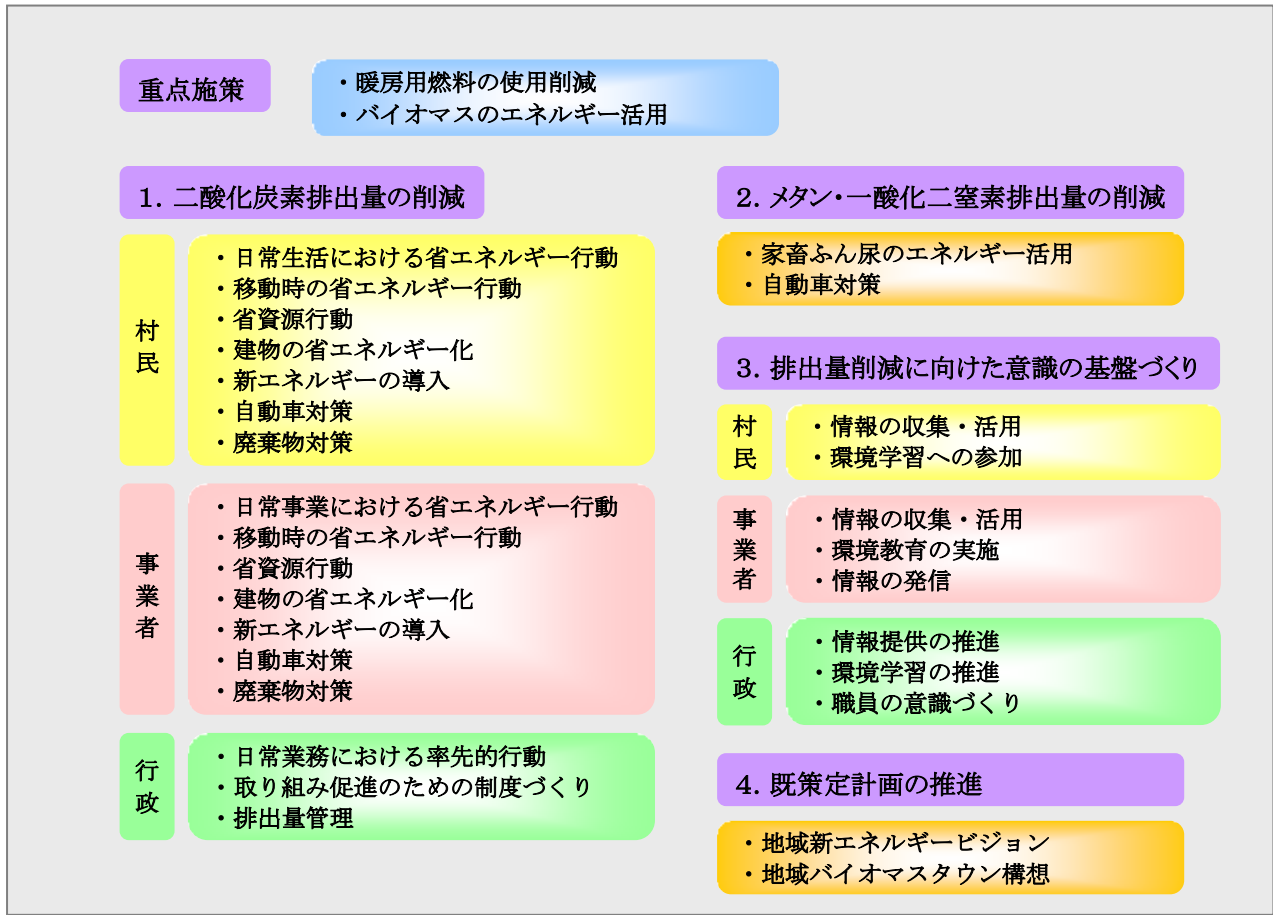 重点施策
・暖房用燃料の使用削減
・バイオマスのエネルギー活用
1. 二酸化炭素排出量の削減
村民
・日常生活における省エネルギー行動
・移動時の省エネルギー行動
・省資源行動
・建物の省エネルギー化
・新エネルギーの導入
・自動車対策
・廃棄物対策
事業者
・日常事業における省エネルギー行動
・移動時の省エネルギー行動
・省資源行動
・建物の省エネルギー化
・新エネルギーの導入
・自動車対策
・廃棄物対策
行政
・日常業務における率先的行動
・取り組み促進のための制度づくり
・排出量管理
2. メタン・一酸化二窒素排出量の削減
・家畜ふん尿のエネルギー活用
・自動車対策
3. 排出量削減に向けた意識の基盤づくり
村民
・情報の収集・活用
・環境学習への参加
事業者
・情報の収集・活用
・環境教育の実施
・情報の発信
行政
・情報提供の推進
・環境学習の推進
・職員の意識づくり
4. 既策定計画の推進
・地域新エネルギービジョン
・地域バイオマスタウン構想